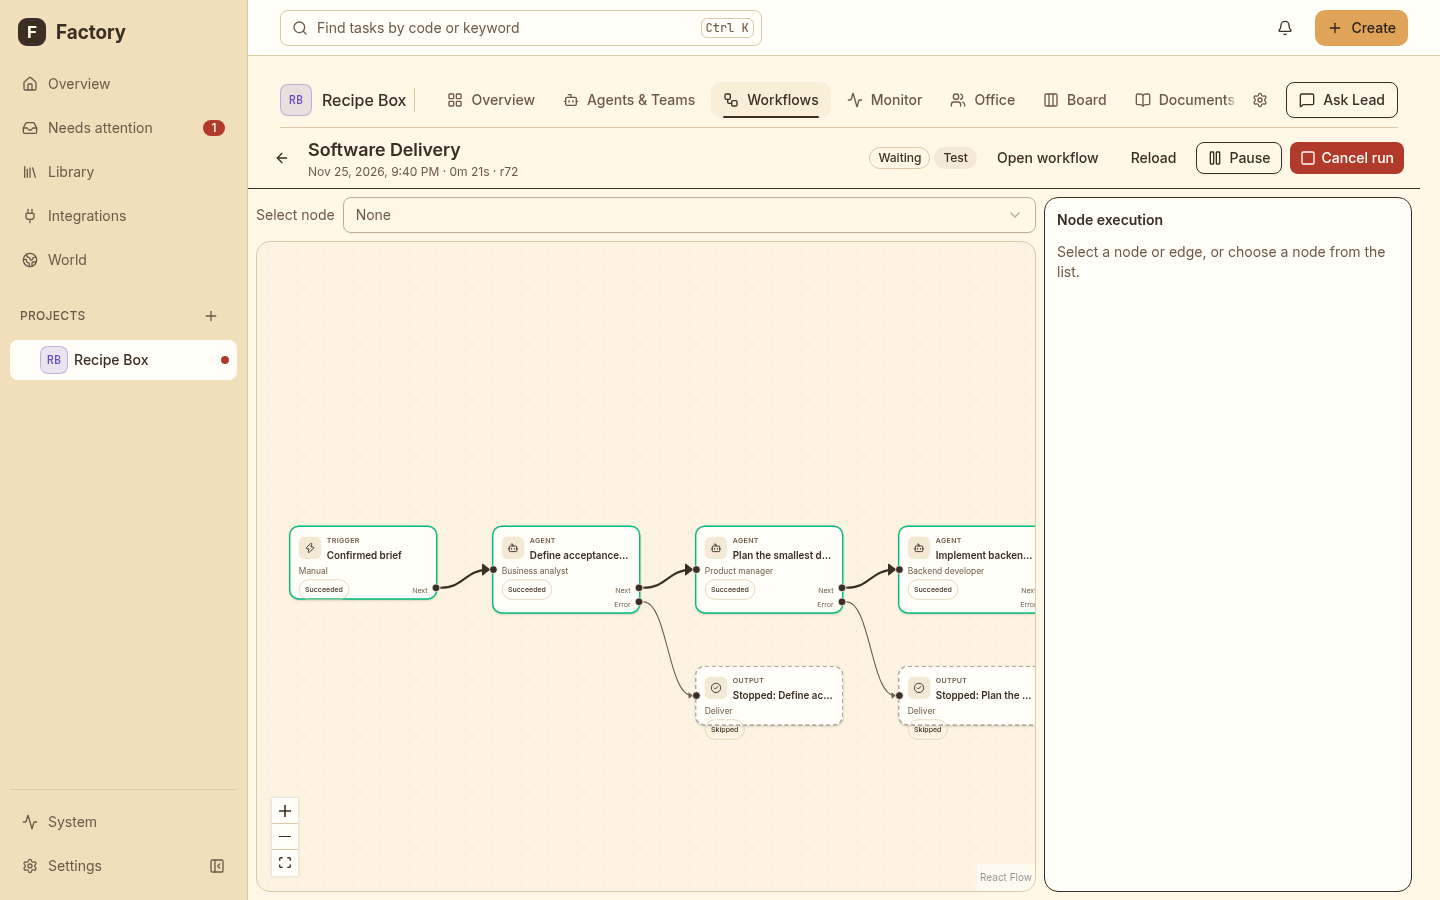 F Factory
Find tasks by code or keyword
Ctrl K
Create
Overview
Needs attention
1
Library
Integrations
World
PROJECTS
RB Recipe Box
System
Settings
RB Recipe Box
Overview
Agents & Teams
Workflows
Monitor
Office
Board
Documents
Ask Lead
Software Delivery
Nov 25, 2026, 9:40 PM · 0m 21s · r72
Waiting
Test
Open workflow
Reload
Pause
Cancel run
Select node
None
TRIGGER
Confirmed brief
Manual
Succeeded
Next
AGENT
Define acceptance...
Business analyst
Succeeded
Next
Error
AGENT
Plan the smallest d...
Product manager
Succeeded
Next
Error
AGENT
Implement backen...
Backend developer
Succeeded
Next
Error
OUTPUT
Stopped: Define ac...
Deliver
Skipped
OUTPUT
Stopped: Plan the ...
Deliver
Skipped
React Flow
Node execution
Select a node or edge, or choose a node from the
list.